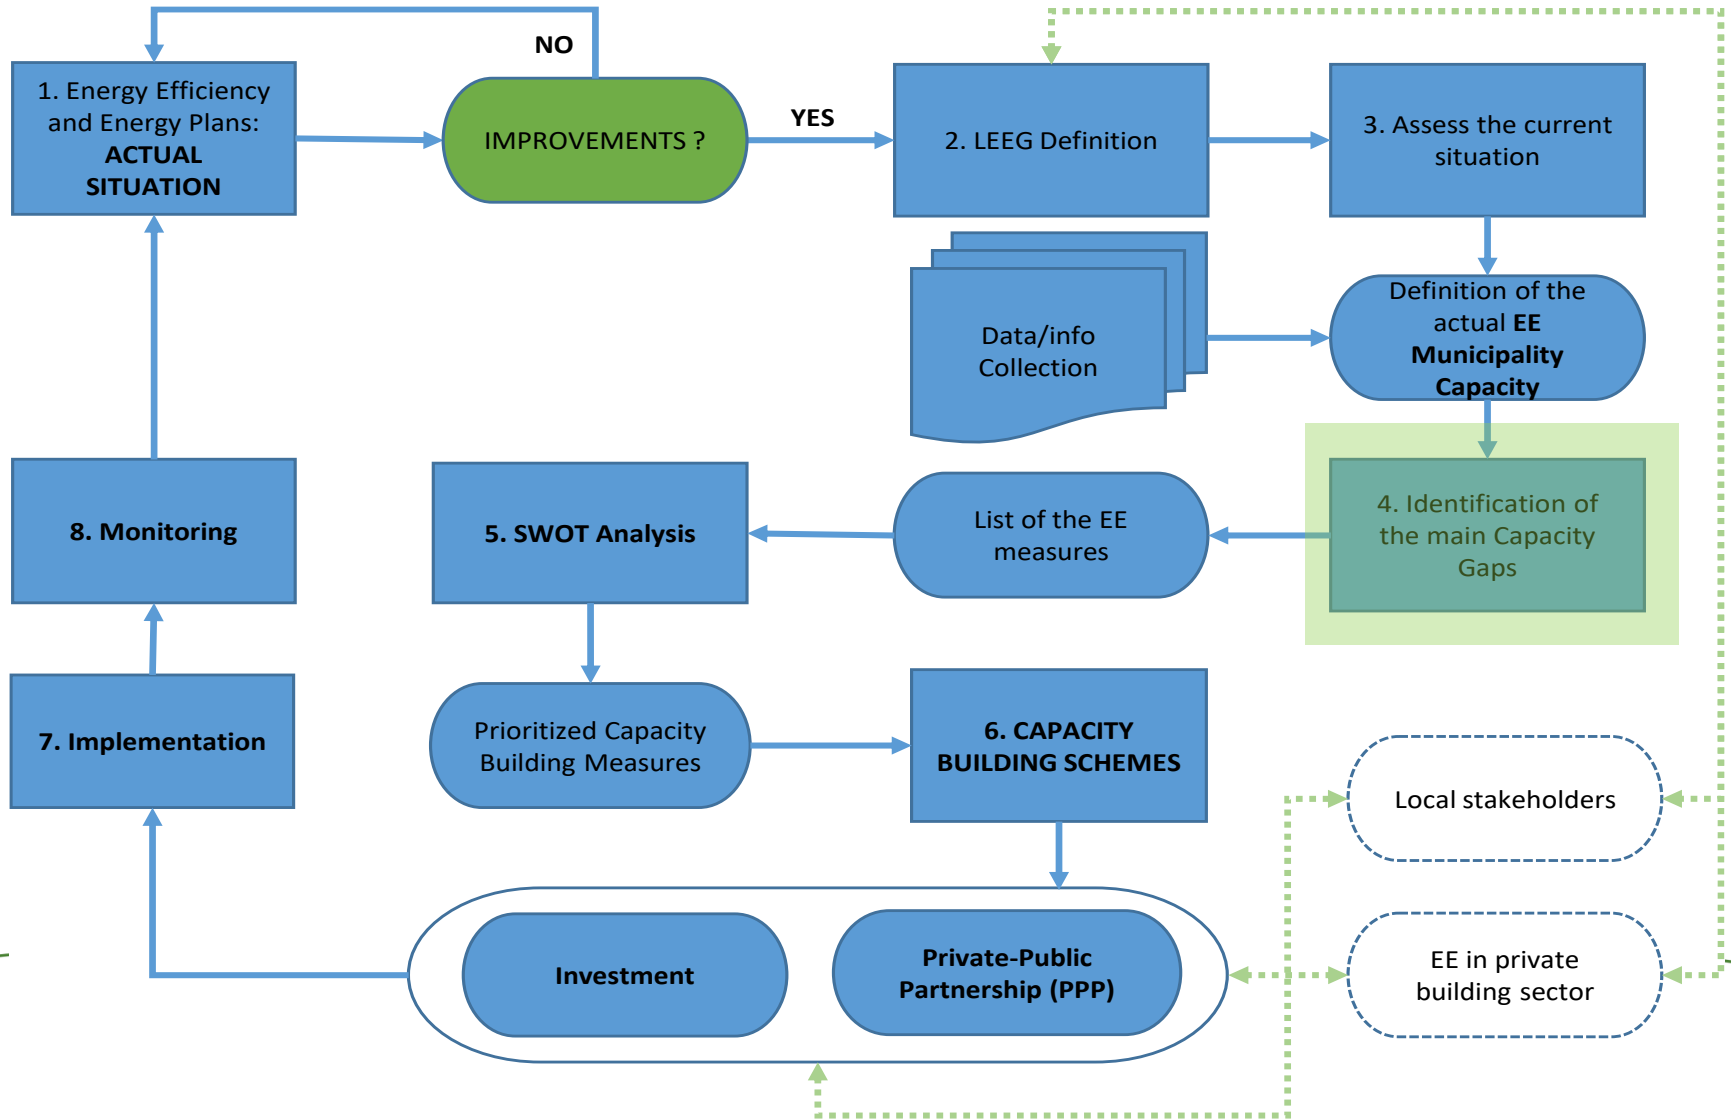 NO
1. Energy Efficiency
and Energy Plans:
ACTUAL
SITUATION
IMPROVEMENTS ?
YES
2. LEEG Definition
3. Assess the current
situation
Data/info
Collection
Definition of the
actual EE
Municipality
Capacity
8. Monitoring
5. SWOT Analysis
List of the EE
measures
4. Identification of
the main Capacity
Gaps
7. Implementation
Prioritized Capacity
Building Measures
6. CAPACITY
BUILDING SCHEMES
Local stakeholders
Investment
Private-Public
Partnership (PPP)
EE in private
building sector